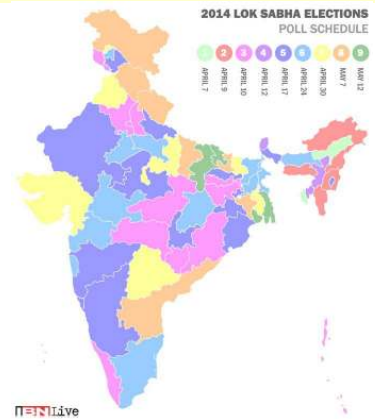 2014 LOK SABHA ELECTIONS
POLL SCHEDULE
1 2 3 4 5 6 7 8 9
APRIL 7
APRIL 9
APRIL 10
APRIL 12
APRIL 17
APRIL 24
APRIL 30
MAY 7
MAY 12
IBNLive